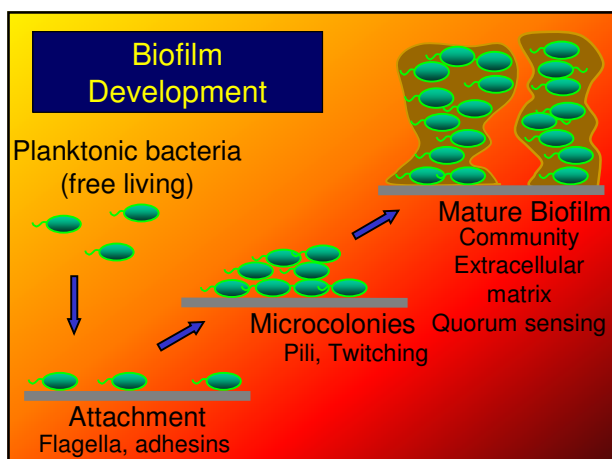 Biofilm
Development
Planktonic bacteria
(free living)
Attachment
Flagella, adhesins
Microcolonies
Pili, Twitching
Mature Biofilm
Community
Extracellular
matrix
Quorum sensing